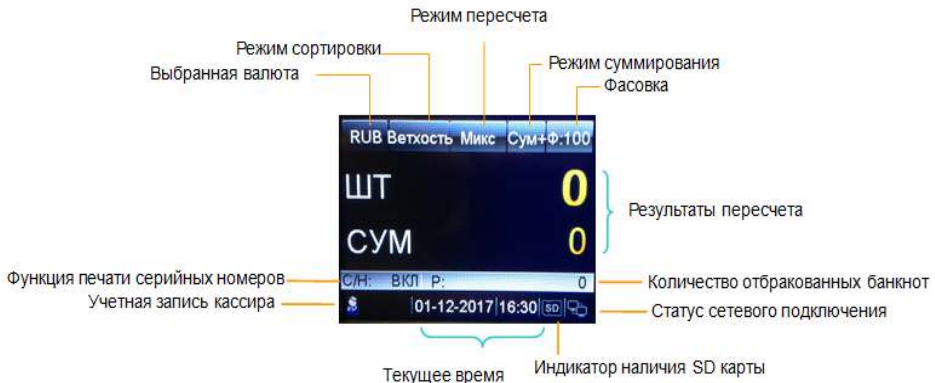 Режим пересчета
Режим сортировки
Режим суммирования
Выбранная валюта
Фасовка
RUB Ветхость Микс Сум+ Ф:100
ШТ 0
Результаты пересчета
СУМ 0
Функция печати серийных номеров
С/Н: ВКЛ Р: 0
Количество отбракованных банкнот
Учетная запись кассира
01-12-2017 16:30 SD
Статус сетевого подключения
Индикатор наличия SD карты
Текущее время